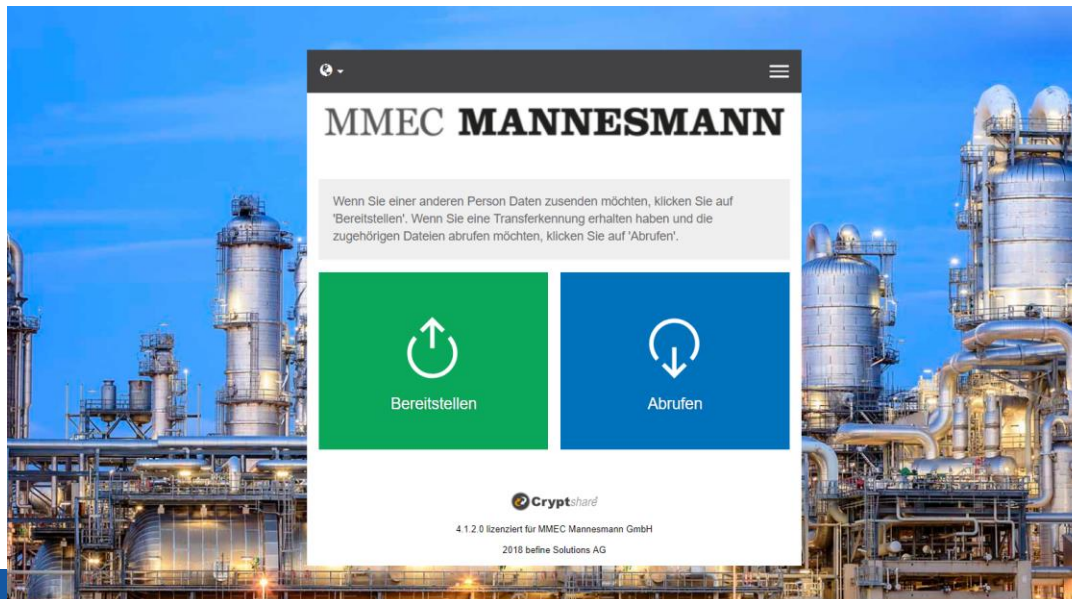 MMEC MANNESMANN
Wenn Sie einer anderen Person Daten zusenden möchten, klicken Sie auf
'Bereitstellen'. Wenn Sie eine Transferkennung erhalten haben und die
zugehörigen Dateien abrufen möchten, klicken Sie auf 'Abrufen'.
Bereitstellen
Abrufen
Cryptshare
4.1.2.0 lizenziert für MMEC Mannesmann GmbH
2018 befine Solutions AG